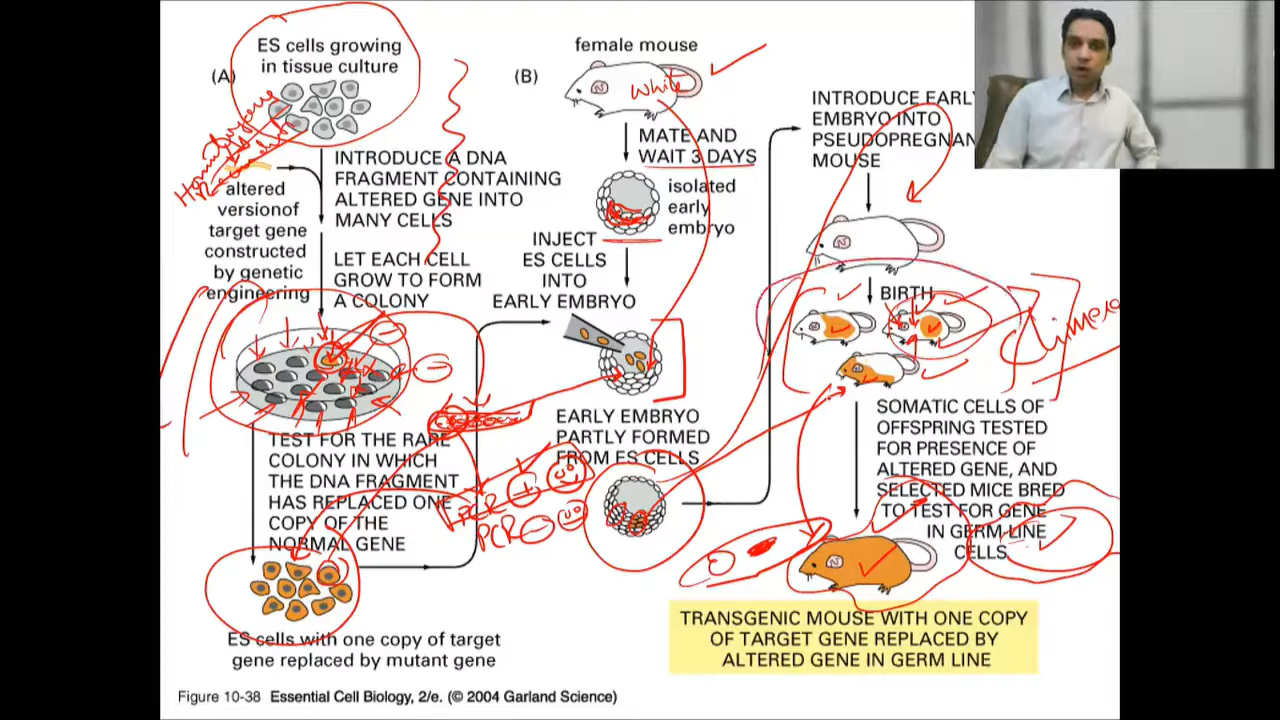 ES cells growing
in tissue culture
(A)
Homologous
Recombinat
altered
versionof
target gene
constructed
by genetic
engineering
INTRODUCE A DNA
FRAGMENT CONTAINING
ALTERED GENE INTO
MANY CELLS
LET EACH CELL
GROW TO FORM
A COLONY
TEST FOR THE RARE
COLONY IN WHICH
THE DNA FRAGMENT
HAS REPLACED ONE
COPY OF THE
NORMAL GENE
ES cells with one copy of target
gene replaced by mutant gene
(B)
female mouse
White
MATE AND
WAIT 3 DAYS
isolated
early
embryo
INJECT
ES CELLS
INTO
EARLY EMBRYO
EARLY EMBRYO
PARTLY FORMED
FROM ES CELLS
PCR +
PCR -
INTRODUCE EARLY
EMBRYO INTO
PSEUDOPREGNAN
MOUSE
BIRTH
Chimera
SOMATIC CELLS OF
OFFSPRING TESTED
FOR PRESENCE OF
ALTERED GENE, AND
SELECTED MICE BRED
TO TEST FOR GENE
IN GERM-LINE
CELLS
TRANSGENIC MOUSE WITH ONE COPY
OF TARGET GENE REPLACED BY
ALTERED GENE IN GERM LINE
Figure 10-38 Essential Cell Biology, 2/e. (© 2004 Garland Science)